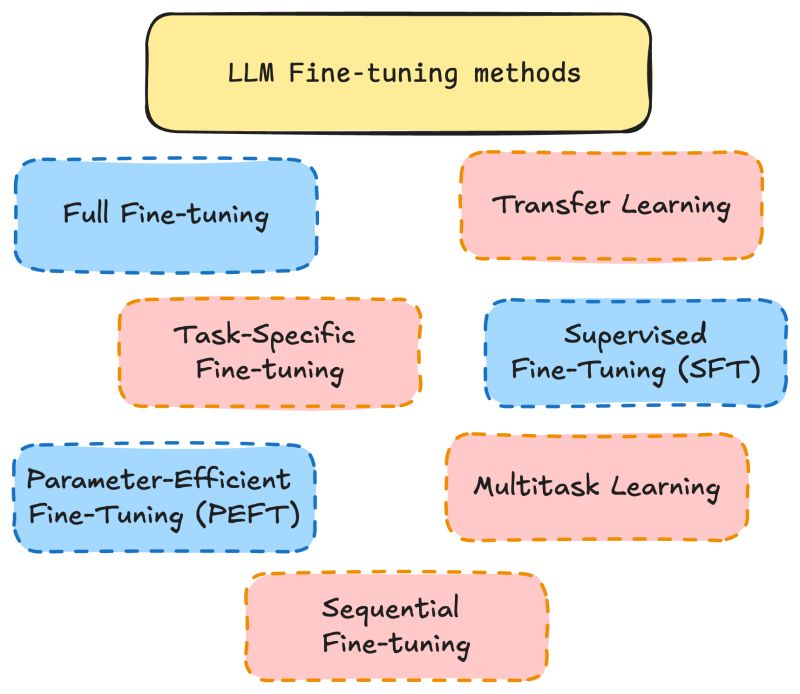 LLM Fine-tuning methods
Full Fine-tuning
Transfer Learning
Task-Specific
Fine-tuning
Supervised
Fine-Tuning (SFT)
Parameter-Efficient
Fine-Tuning (PEFT)
Multitask Learning
Sequential
Fine-tuning